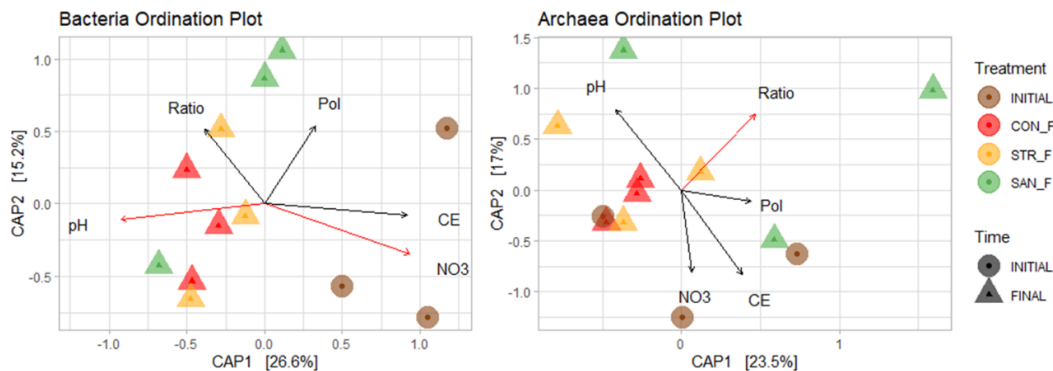 Bacteria Ordination Plot
CAP2 [15.2%]
1.0
0.5
0.0
-0.5
Ratio
Pol
pH
CE
NO3
-1.0
-0.5
0.0
0.5
1.0
CAP1 [26.6%]
Archaea Ordination Plot
CAP2 [17%]
1.5
1.0
0.5
0.0
-0.5
-1.0
pH
Ratio
Pol
NO3
CE
-1
0
1
CAP1 [23.5%]
Treatment
INITIAL
CON_F
STR_F
SAN_F
Time
INITIAL
FINAL